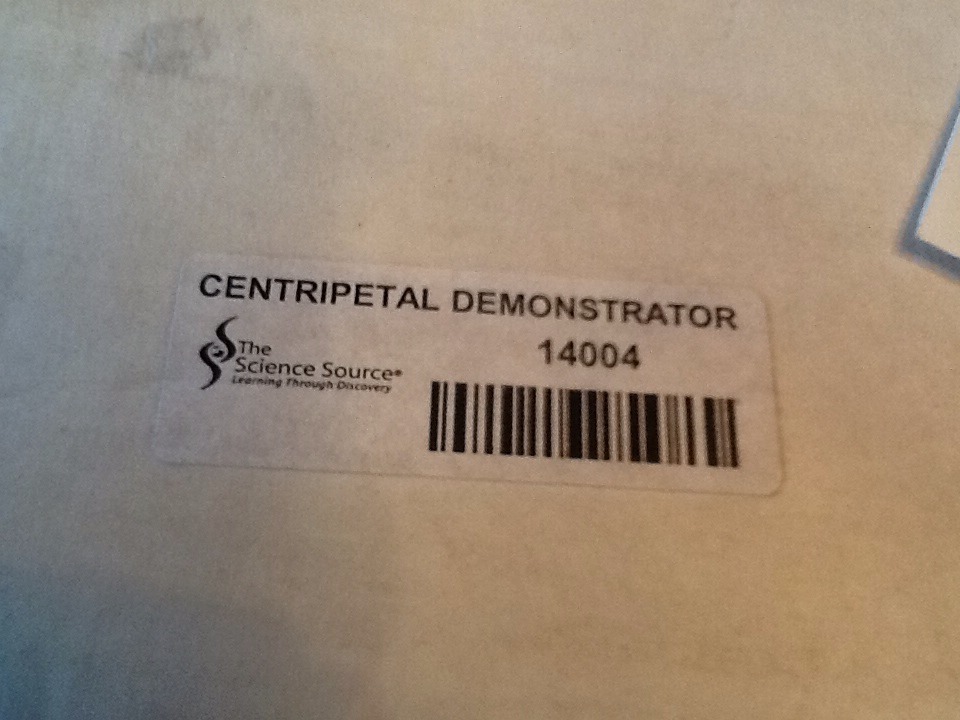 CENTRIPETAL DEMONSTRATOR
14004
The
Science Source®
Learning Through Discovery